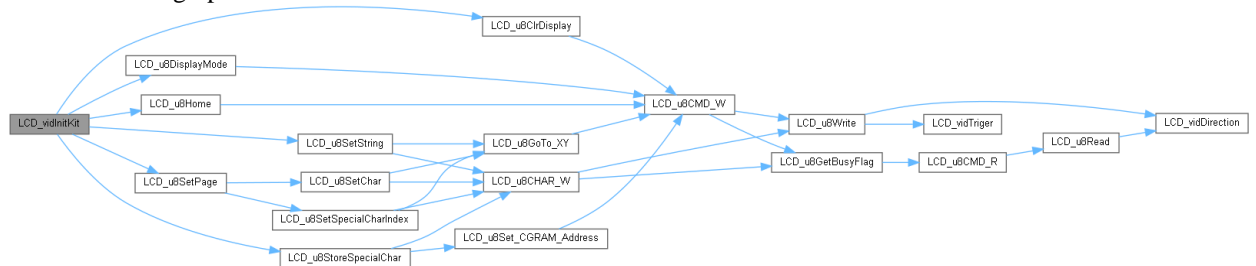 LCD_u8ClrDisplay
LCD_u8DisplayMode
LCD_u8Home
LCD_u8CMD_W
LCD_vidInitKit
LCD_u8Write
LCD_vidTriger
LCD_vidDirection
LCD_u8SetString
LCD_u8GoTo_XY
LCD_u8Read
LCD_u8GetBusyFlag
LCD_u8CMD_R
LCD_u8SetPage
LCD_u8SetChar
LCD_u8CHAR_W
LCD_u8SetSpecialCharIndex
LCD_u8Set_CGRAM_Address
LCD_u8StoreSpecialChar